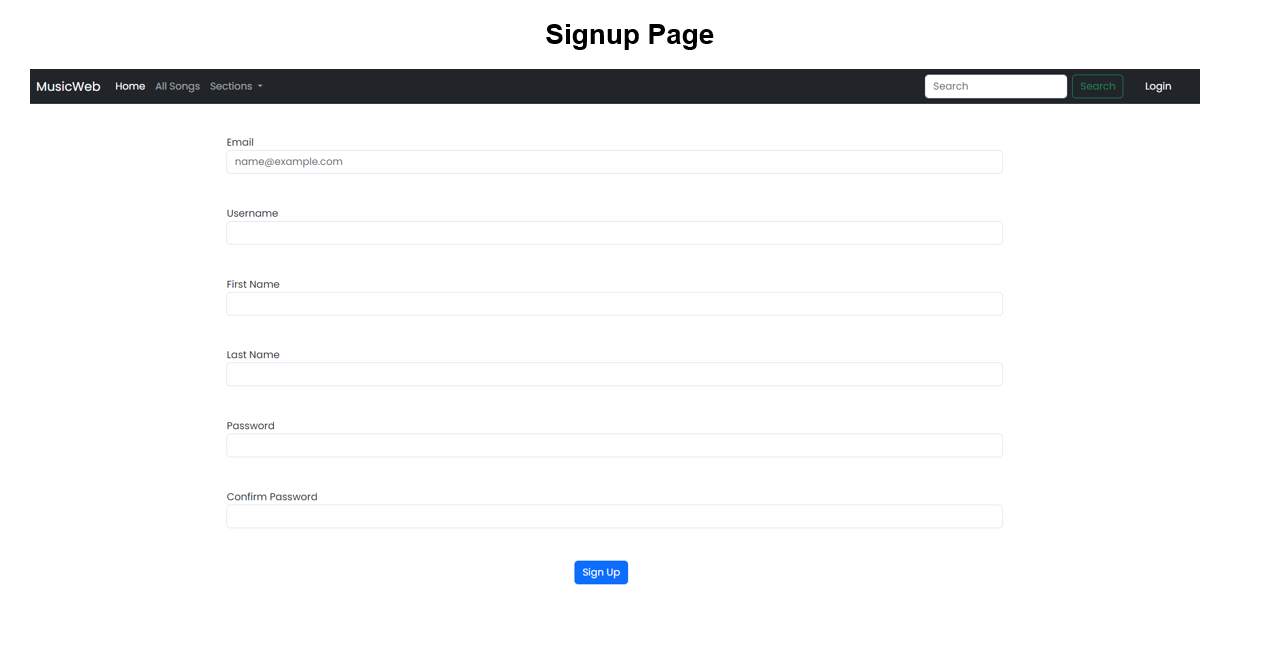 Signup Page
MusicWeb Home All Songs Sections Search Search Login
Email
name@example.com
Username
First Name
Last Name
Password
Confirm Password
Sign Up